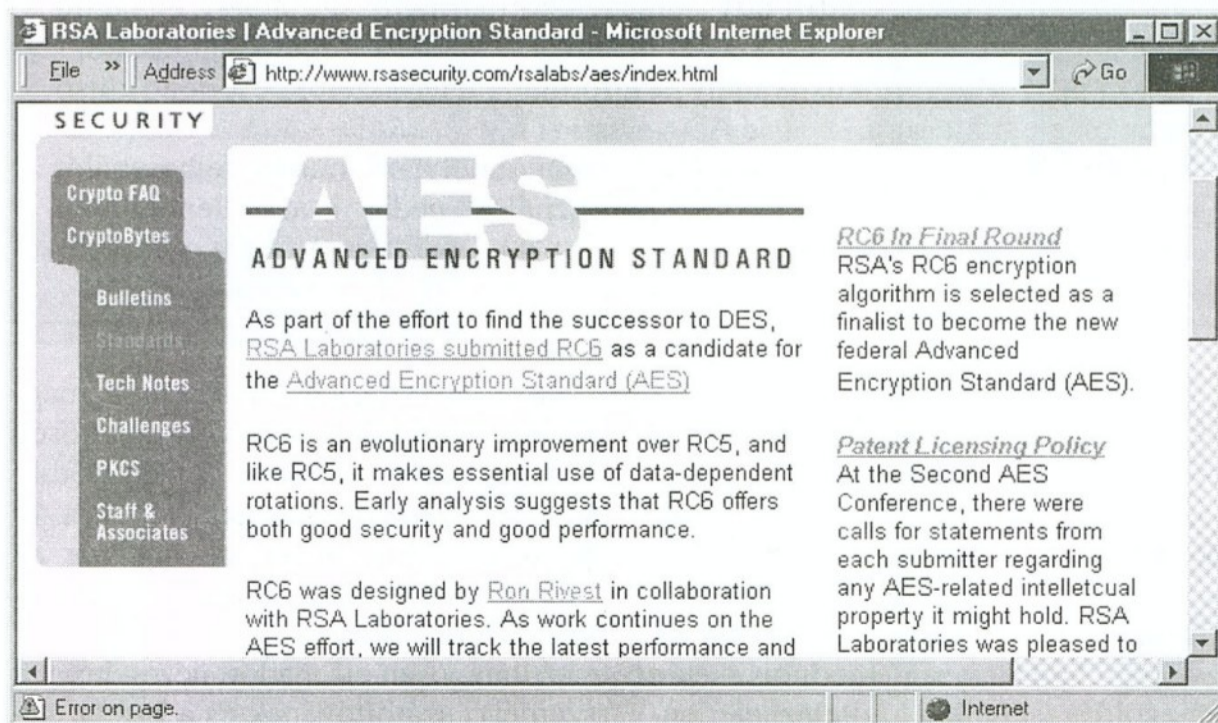 RSA Laboratories | Advanced Encryption Standard - Microsoft Internet Explorer
File » Address http://www.rsasecurity.com/rsalabs/aes/index.html Go
SECURITY
Crypto FAQ
CryptoBytes
Bulletins
Standards
Tech Notes
Challenges
PKCS
Staff &
Associates
AES
ADVANCED ENCRYPTION STANDARD
As part of the effort to find the successor to DES,
RSA Laboratories submitted RC6 as a candidate for
the Advanced Encryption Standard (AES)
RC6 is an evolutionary improvement over RC5, and
like RC5, it makes essential use of data-dependent
rotations. Early analysis suggests that RC6 offers
both good security and good performance.
RC6 was designed by Ron Rivest in collaboration
with RSA Laboratories. As work continues on the
AES effort, we will track the latest performance and
RC6 In Final Round
RSA's RC6 encryption
algorithm is selected as a
finalist to become the new
federal Advanced
Encryption Standard (AES).
Patent Licensing Policy
At the Second AES
Conference, there were
calls for statements from
each submitter regarding
any AES-related intelletcual
property it might hold. RSA
Laboratories was pleased to
Error on page. Internet